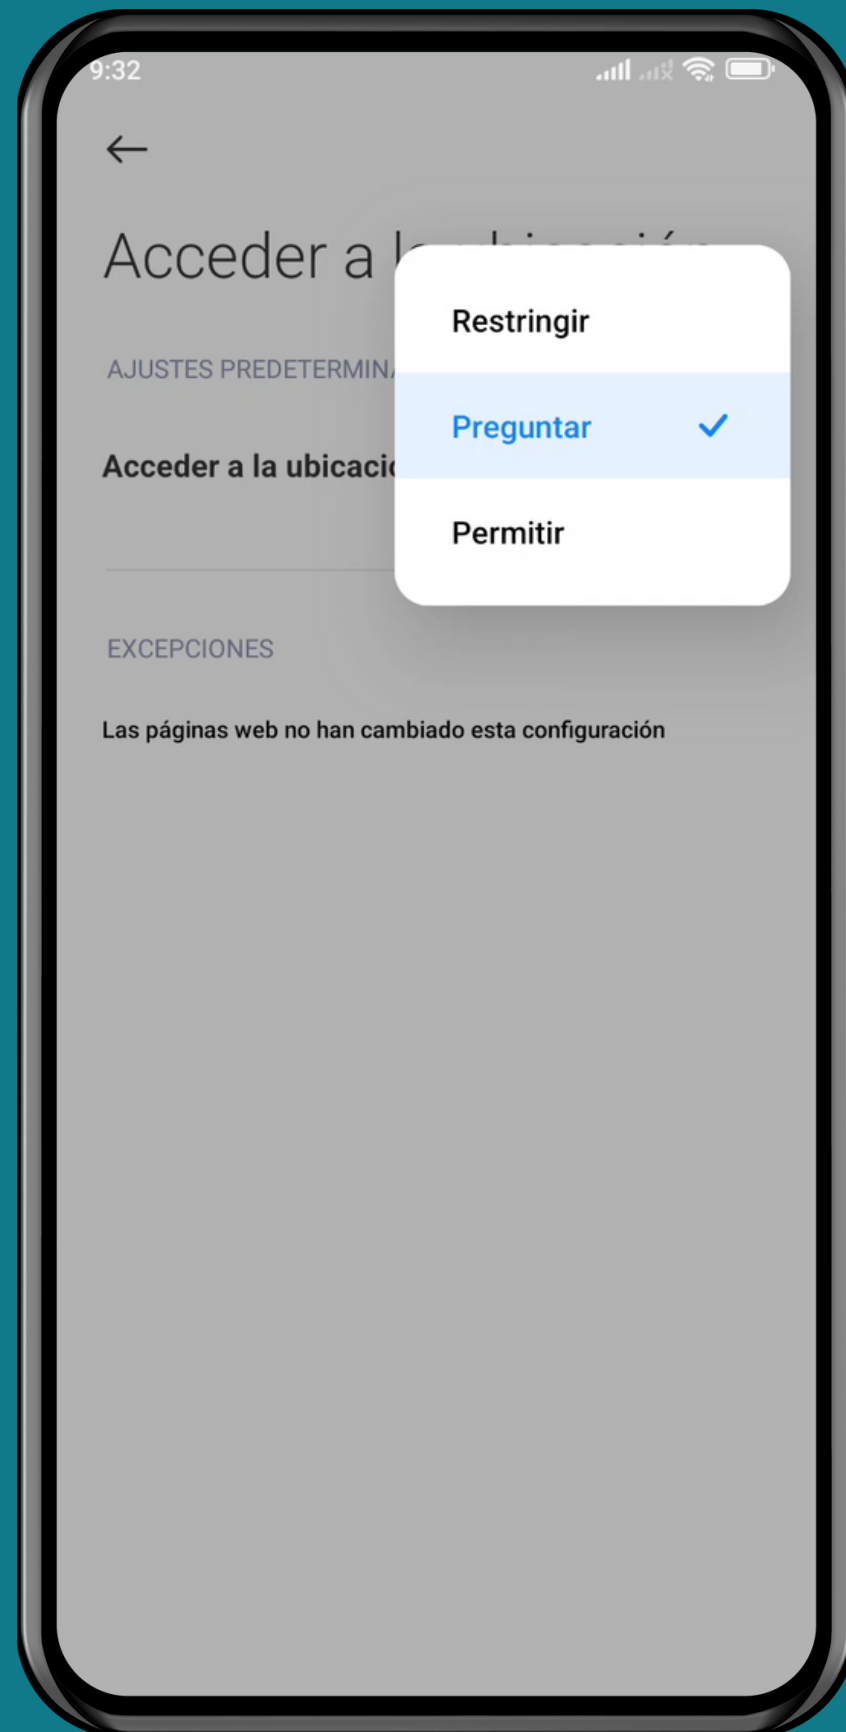 9:32
Acceder a
Restringir
AJUSTES PREDETERMIN
Preguntar
Acceder a la
Permitir
EXCEPCIONES
Las páginas web no han cambiado esta configuración